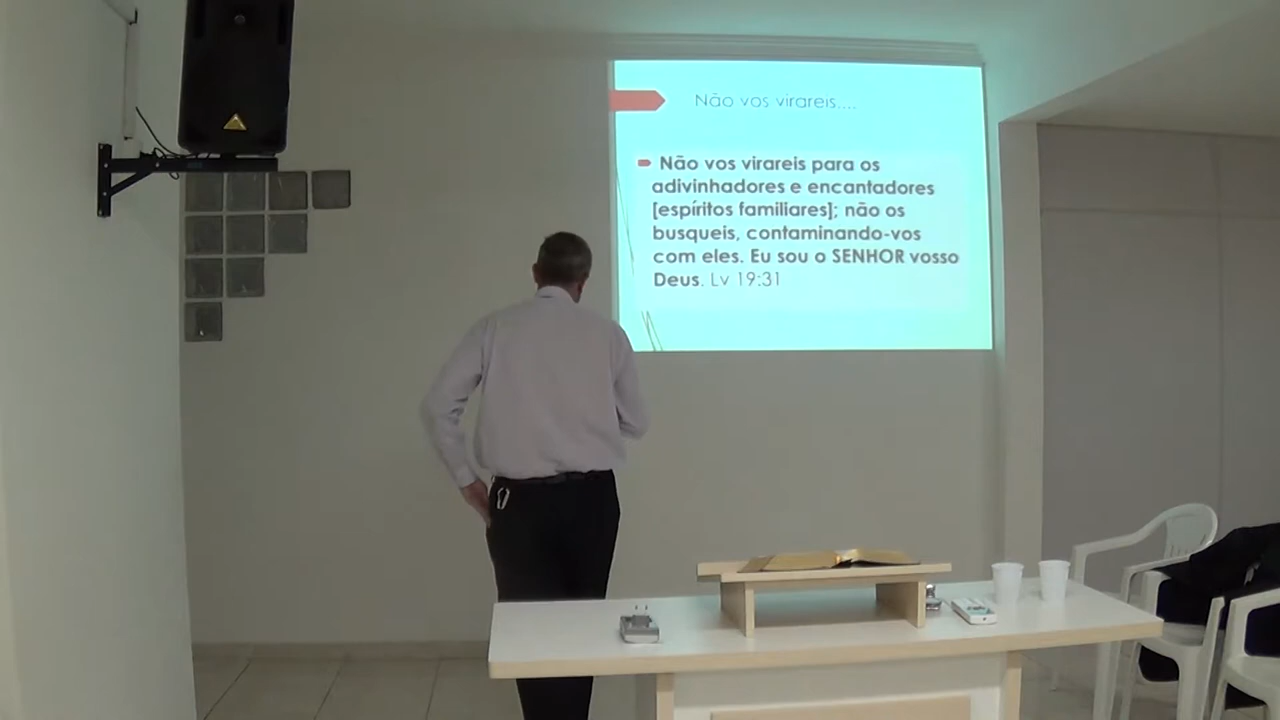 Não vos virareis....
Não vos virareis para os
adivinhadores e encantadores
[espíritos familiares]; não os
busqueis, contaminando-vos
com eles. Eu sou o SENHOR vosso
Deus. Lv 19:31